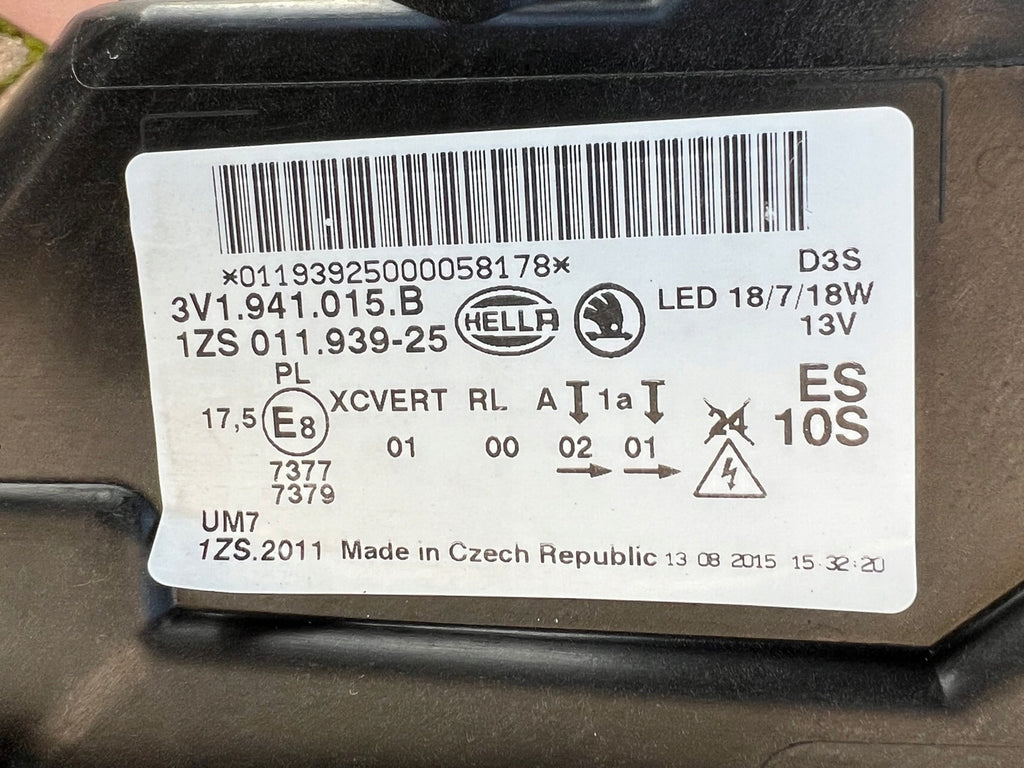 *01193925000058178*
D3S
3V1.941.015.B
HELLA
LED 18/7/18W
1ZS 011.939-25
13V
PL
ES
17,5 E8 XCVERT RL A 1a
24 10S
01 00 02 01
7377
7379
UM7
1ZS.2011 Made in Czech Republic 13 08 2015 15:32:20